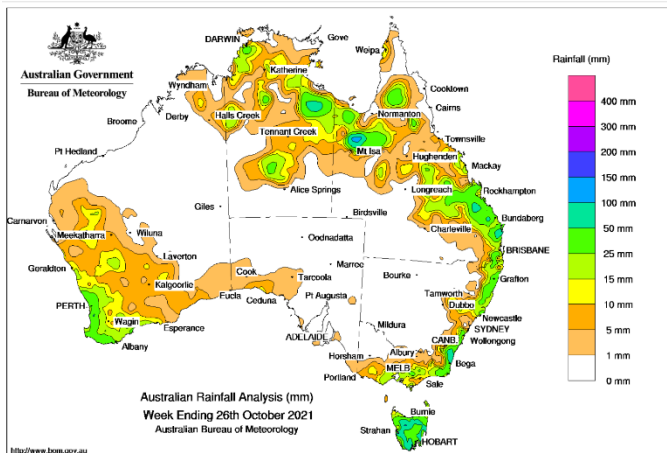 Australian Government
Bureau of Meteorology
DARWIN
Gove
Weipa
Katherine
Wyndham
Cooktown
Cairns
Derby
Halls Creek
Normanton
Broome
Tennant Creek
Townsville
Mt Isa
Pt Hedland
Hughenden
Mackay
Longreach
Rockhampton
Alice Springs
Carnarvon
Giles
Birdsville
Bundaberg
Meekatharra
Wiluna
Charleville
Oodnadatta
BRISBANE
Geraldton
Laverton
Marree
Grafton
Cook
Tarcoola
Bourke
Kalgoorlie
Tamworth
PERTH
Eucla
Ceduna
Pt Augusta
Dubbo
Wagin
Esperance
Newcastle
Mildura
SYDNEY
Albany
ADELAIDE
CANB.
Wollongong
Horsham
Albury
Bega
Portland
MELB
Sale
Burnie
Strahan
HOBART
Australian Rainfall Analysis (mm)
Week Ending 26th October 2021
Australian Bureau of Meteorology
http://www.bom.gov.au
Rainfall (mm)
400 mm
300 mm
200 mm
150 mm
100 mm
50 mm
25 mm
15 mm
10 mm
5 mm
1 mm
0 mm